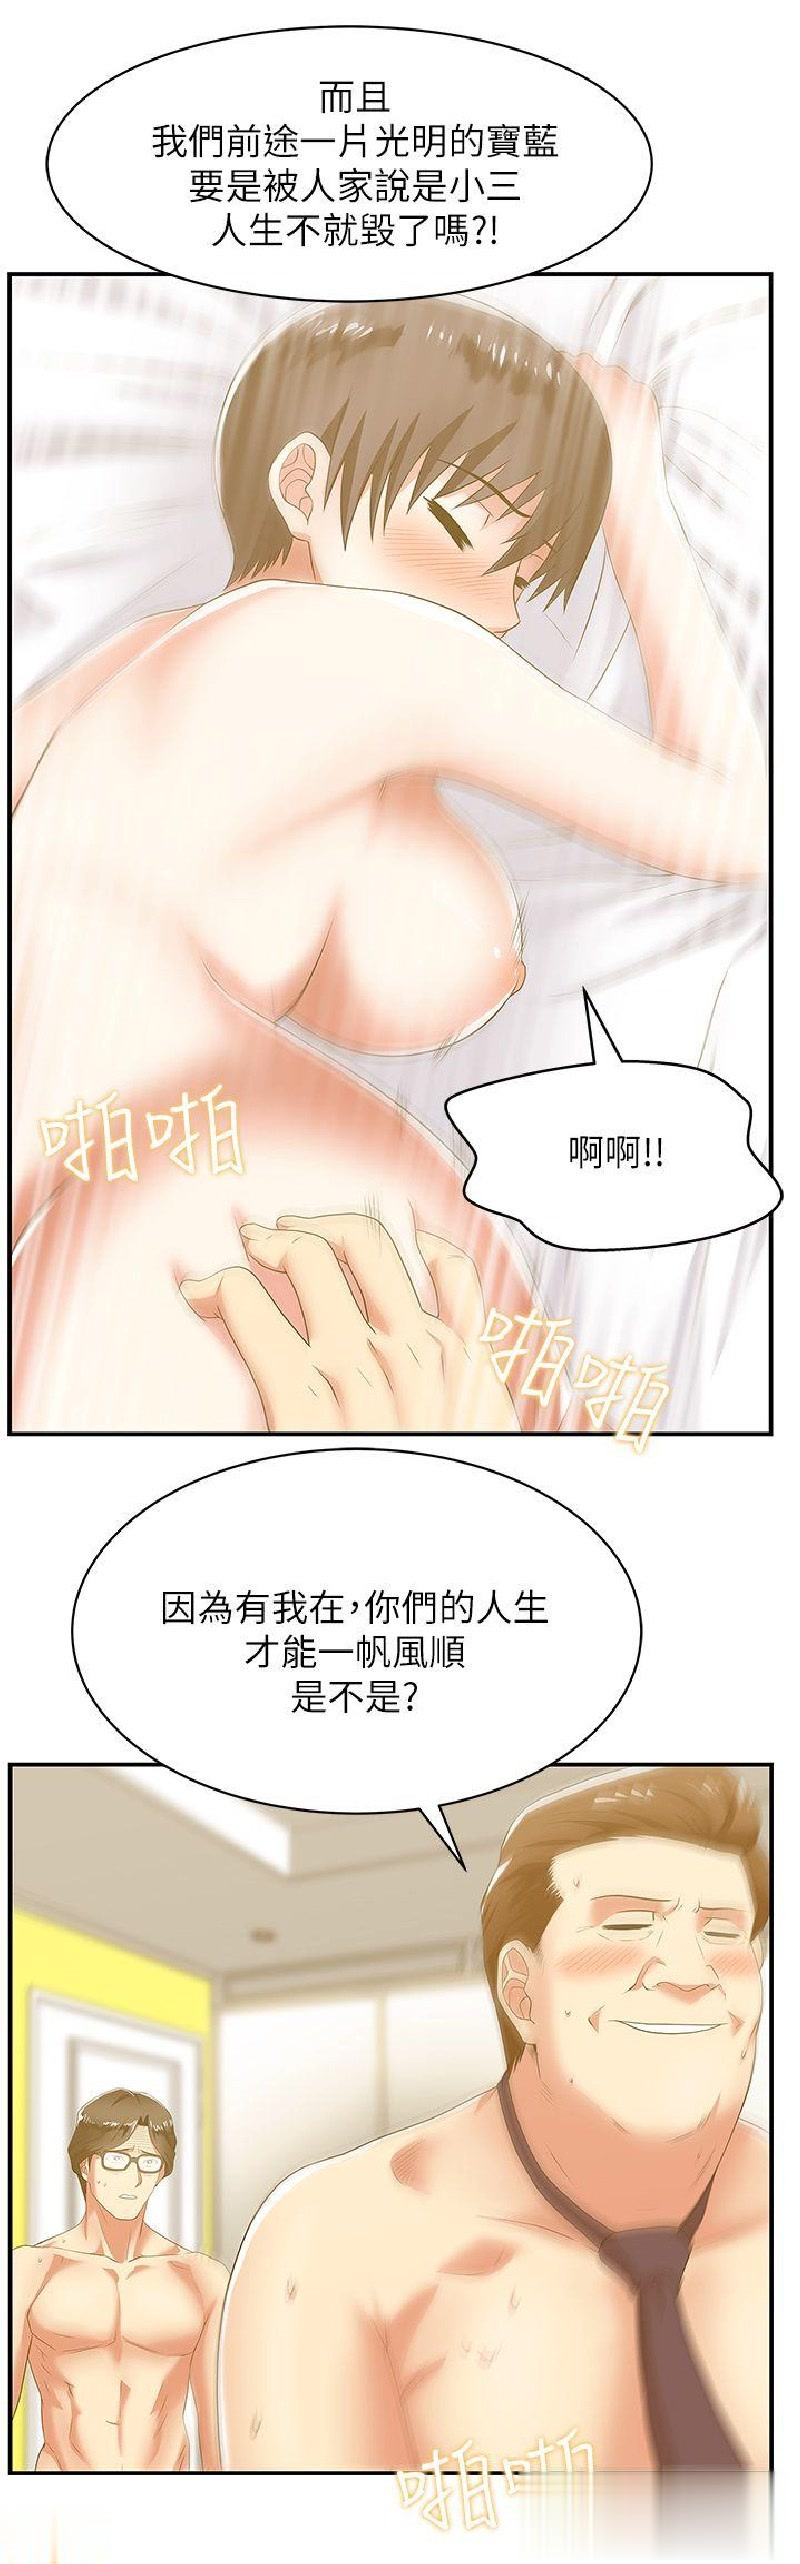 而且
我們前途一片光明的寶藍
要是被人家說是小三
人生不就毀了嗎?!
啪啪
啊啊!!
啪啪
因為有我在,你們的人生
才能一帆風順
是不是?
啪啪